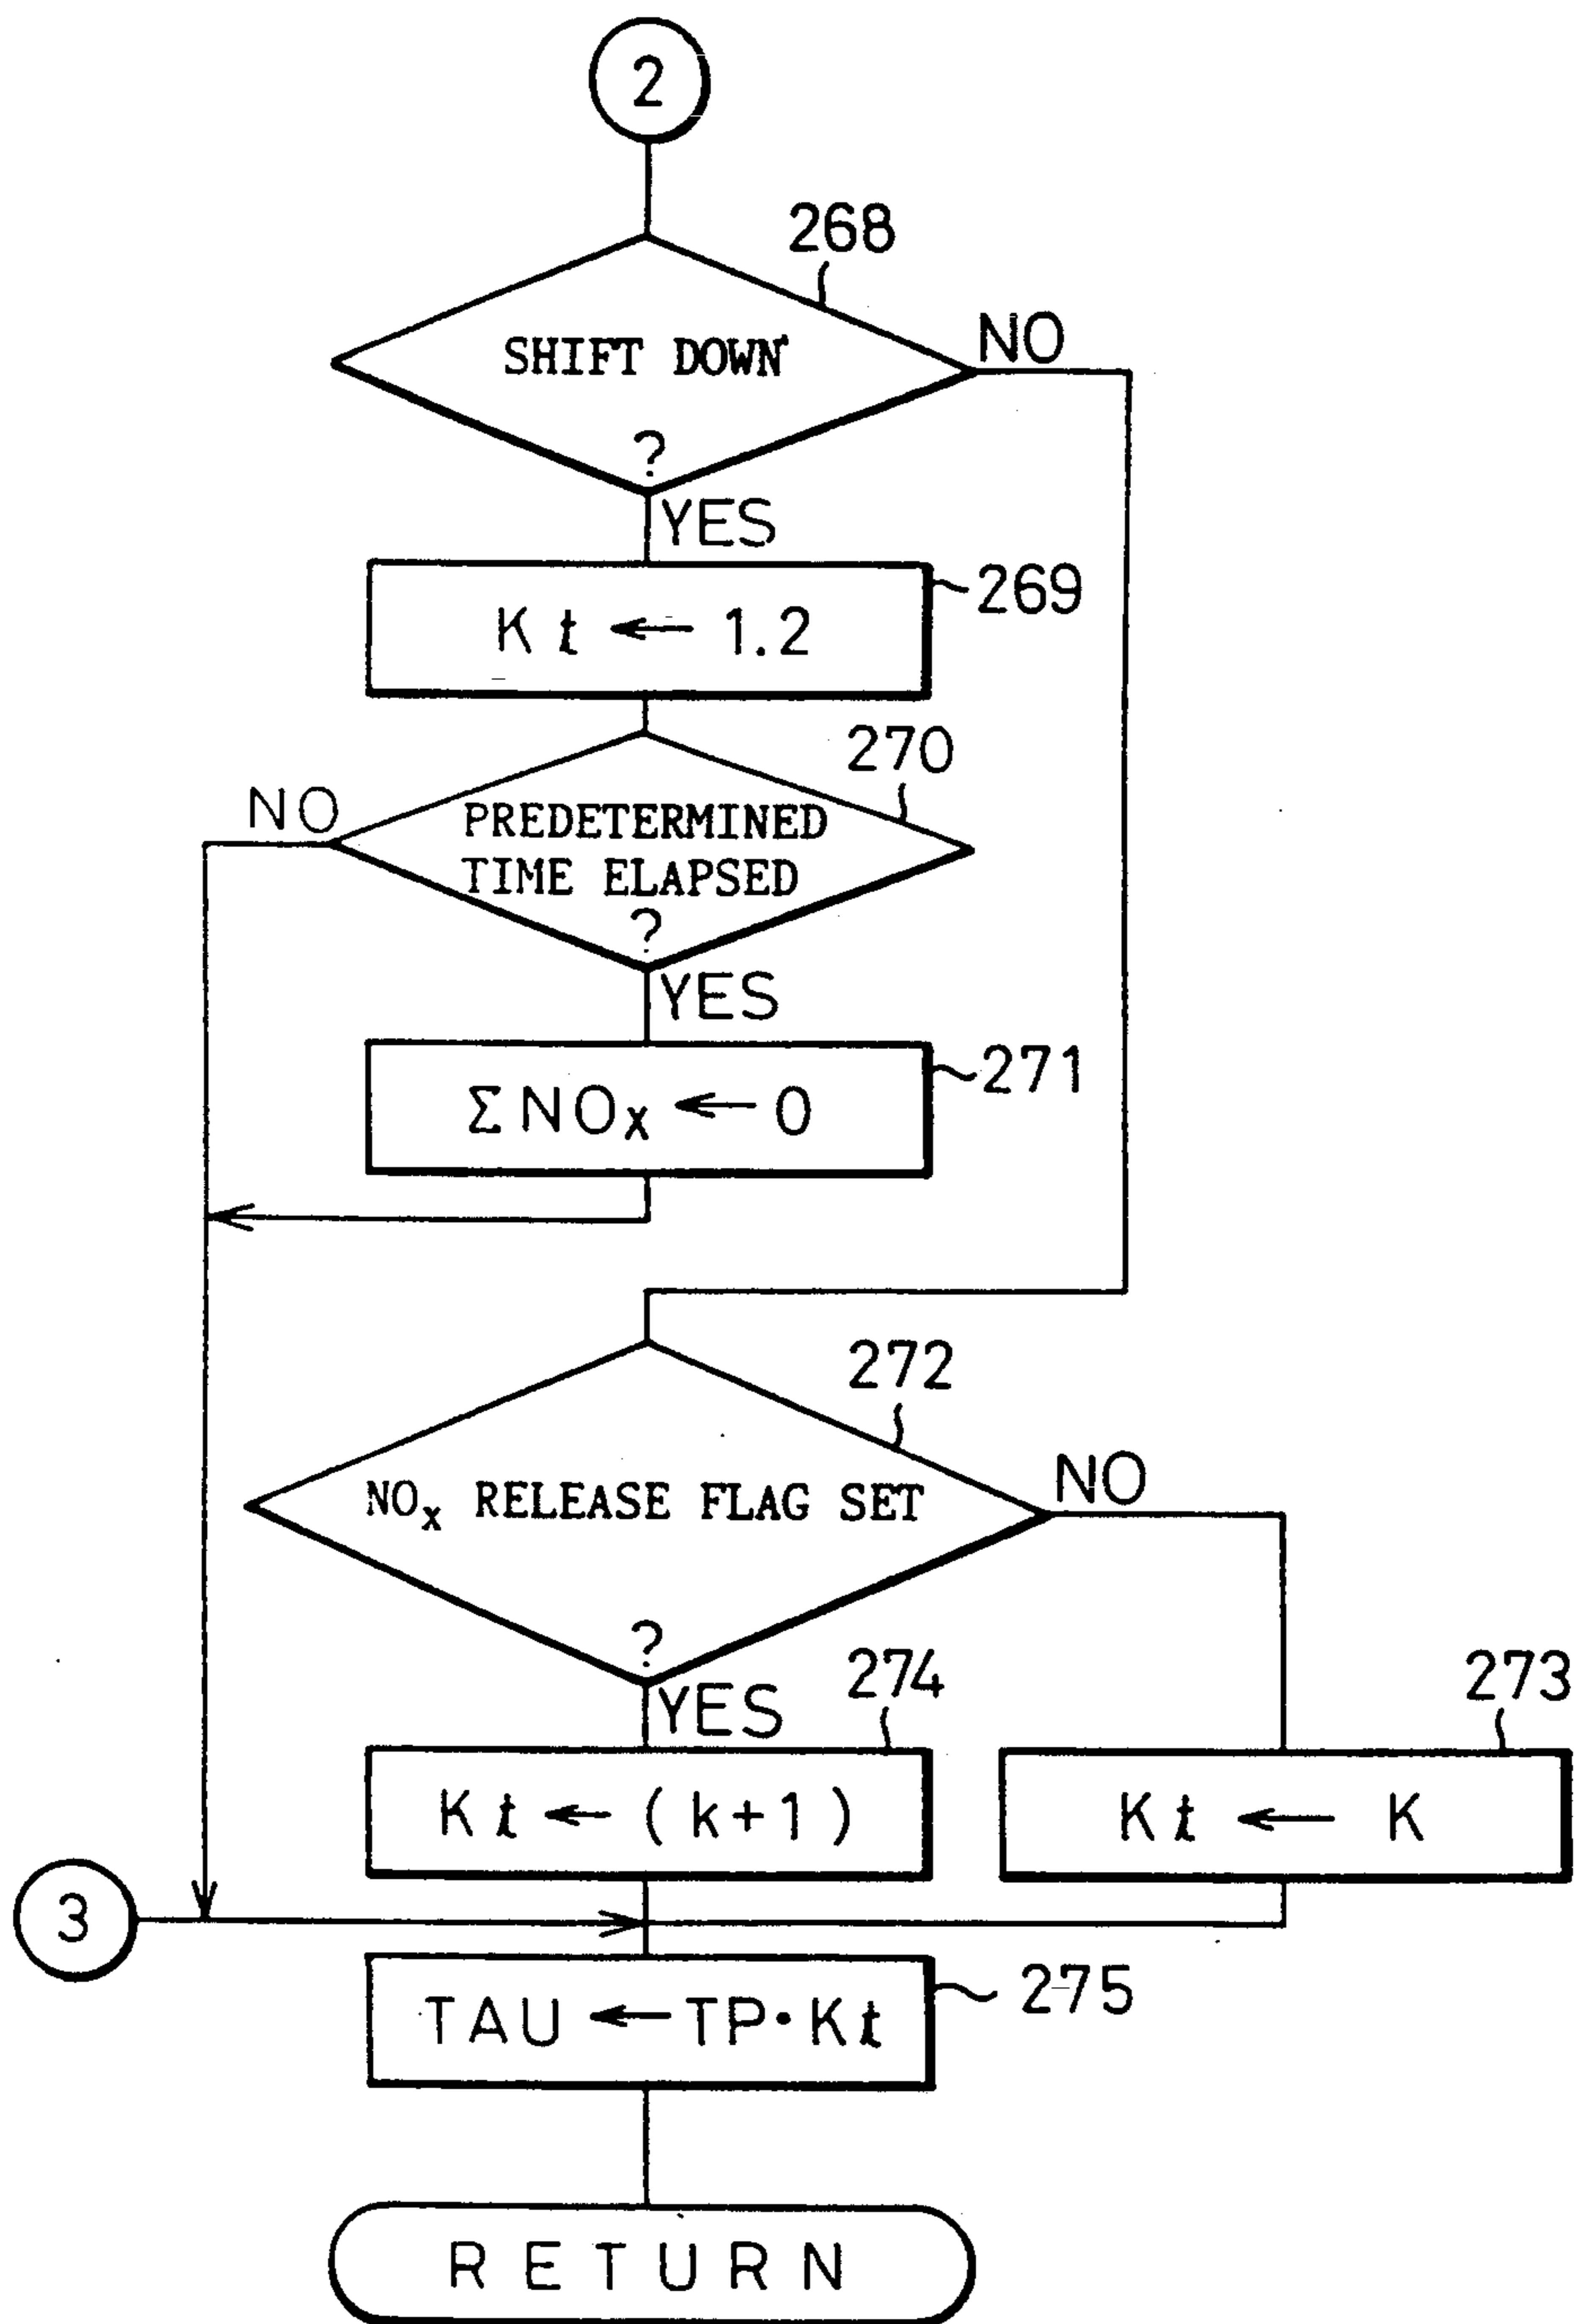 2
268
SHIFT DOWN
?
NO
YES
Kt ← 1.2
269
270
NO
PREDETERMINED
TIME ELAPSED
?
YES
ΣNOx ← 0
271
272
NOx RELEASE FLAG SET
?
NO
YES
274
273
Kt ← (k+1)
Kt ← K
3
TAU ← TP·Kt
275
RETURN